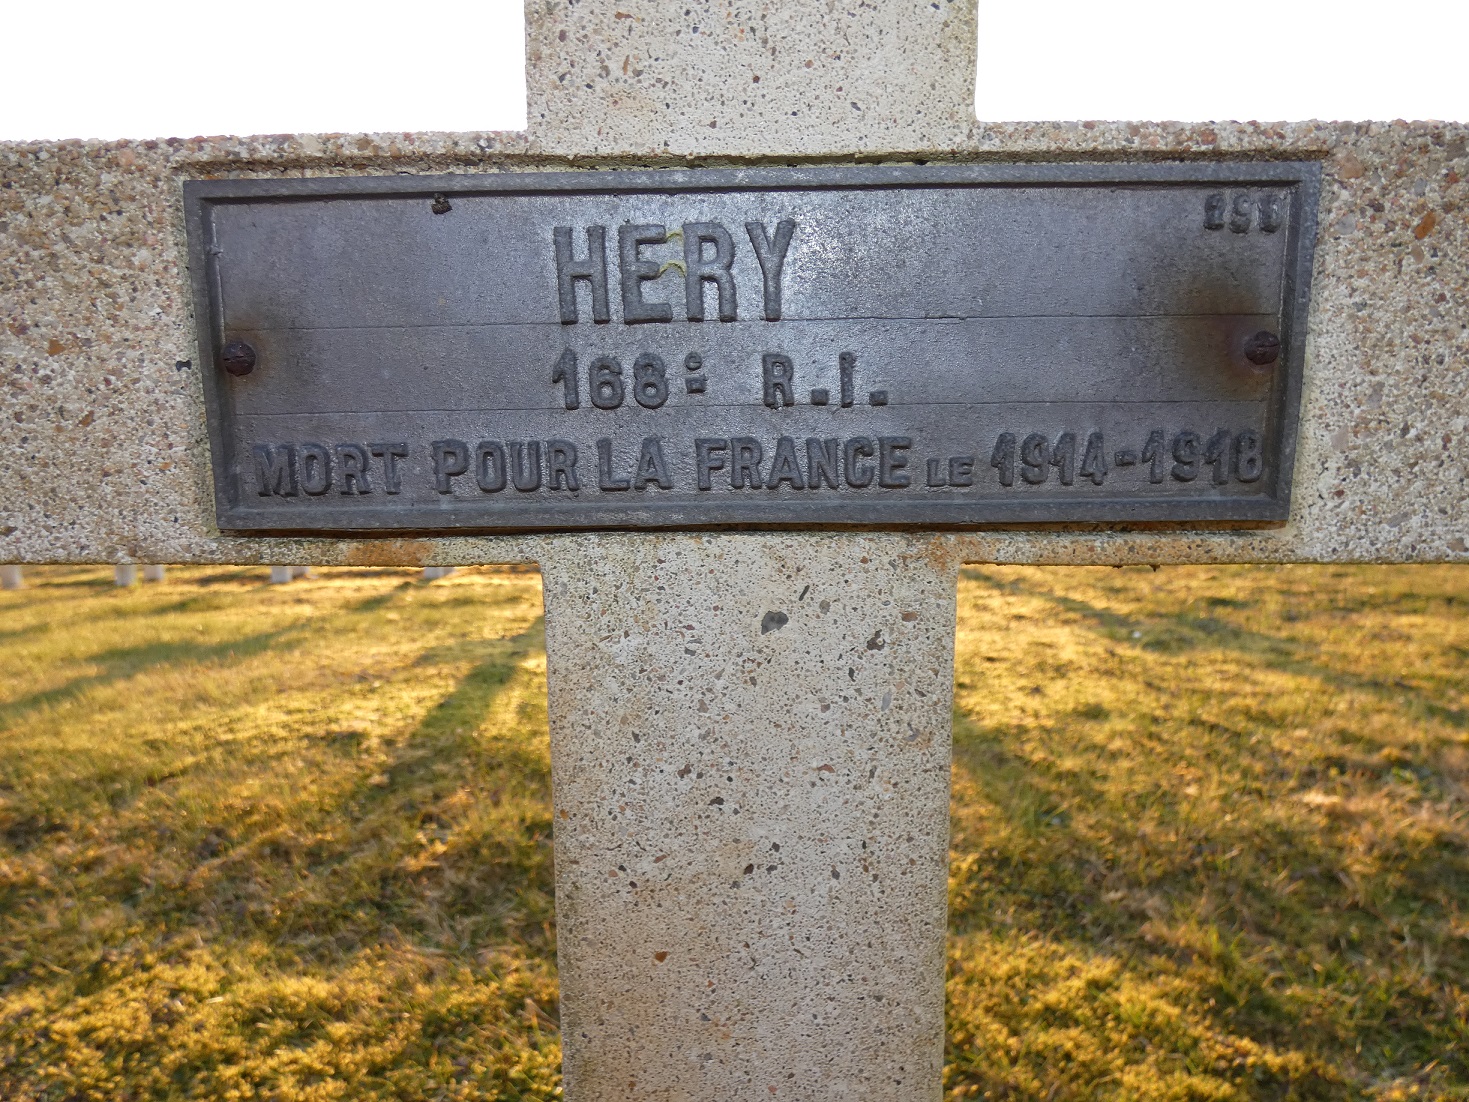 HERY
168e R.I.
MORT POUR LA FRANCE LE 1914-1918